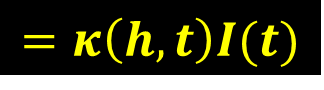 = κ(h, t)I(t)